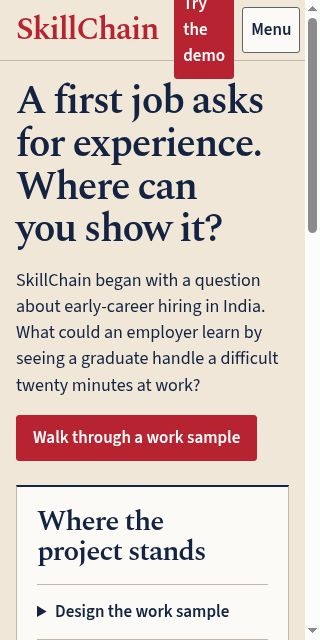 SkillChain
Try
the
demo
Menu
A first job asks
for experience.
Where can
you show it?
SkillChain began with a question
about early-career hiring in India.
What could an employer learn by
seeing a graduate handle a difficult
twenty minutes at work?
Walk through a work sample
Where the
project stands
Design the work sample